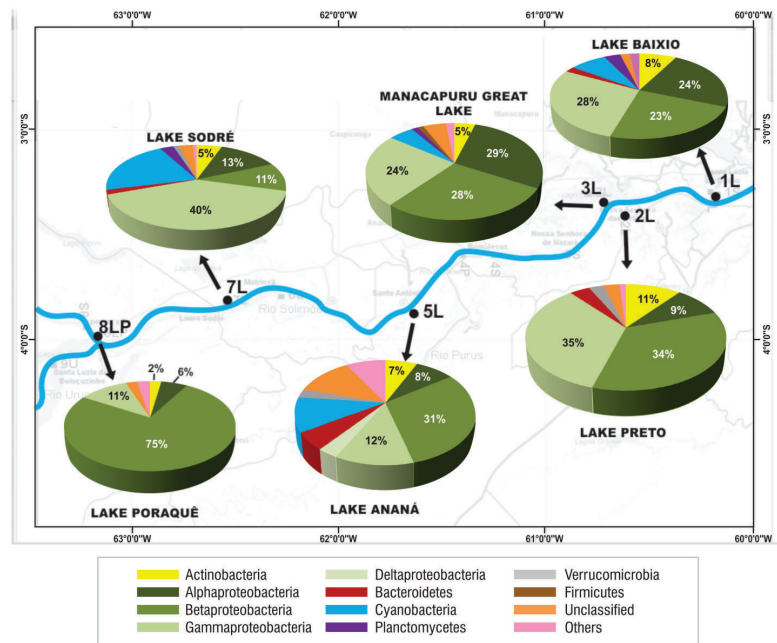 63°0'0"W 62°0'0"W 61°0'0"W 60°0'0"W
LAKE BAIXIO
8%
24%
23%
28%
MANACAPURU GREAT
LAKE
5%
29%
28%
24%
LAKE SODRÉ
5%
13%
11%
40%
3°0'0"S
3°0'0"S
1L
3L
2L
7L
5L
8LP
Rio Solimões
Rio Purus
4°0'0"S
4°0'0"S
2%
6%
11%
75%
LAKE PORAQUÊ
7%
8%
31%
12%
LAKE ANANÁ
11%
9%
34%
35%
LAKE PRETO
63°0'0"W 62°0'0"W 61°0'0"W 60°0'0"W
Actinobacteria
Alphaproteobacteria
Betaproteobacteria
Gammaproteobacteria
Deltaproteobacteria
Bacteroidetes
Cyanobacteria
Planctomycetes
Verrucomicrobia
Firmicutes
Unclassified
Others